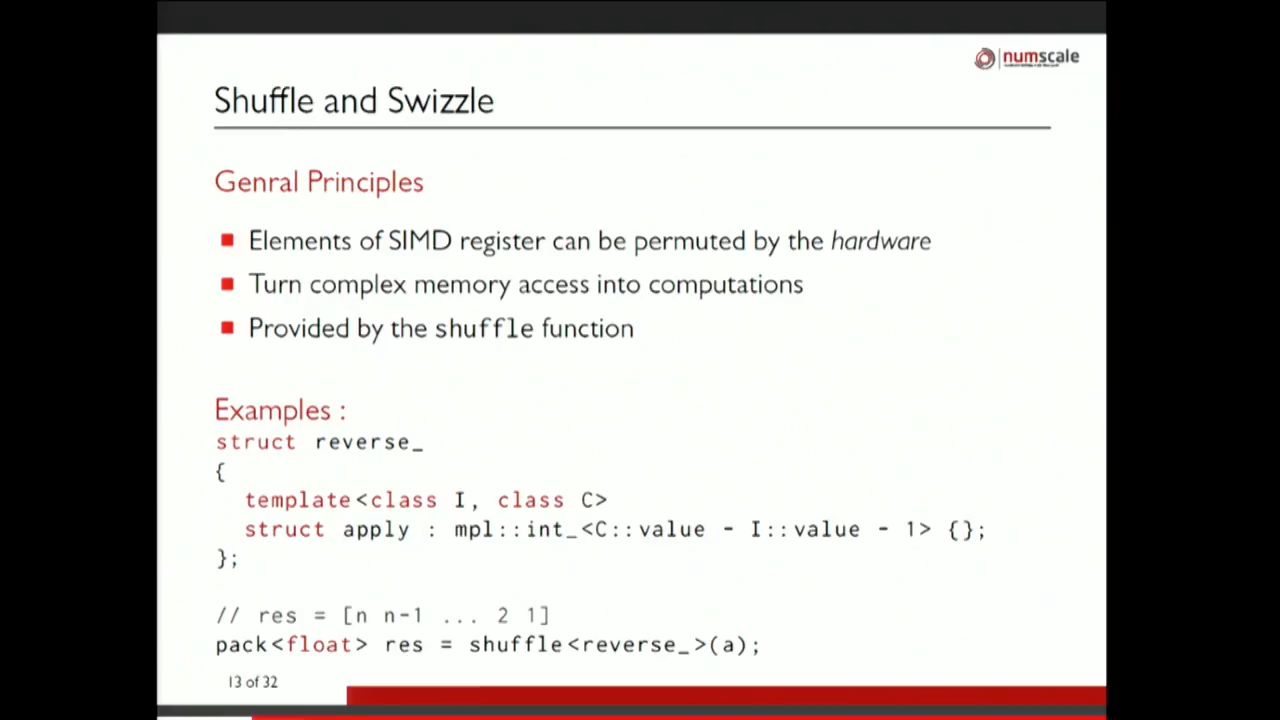 numscale
Shuffle and Swizzle
Genral Principles
Elements of SIMD register can be permuted by the hardware
Turn complex memory access into computations
Provided by the shuffle function
Examples :
struct reverse_
{
template<class I, class C>
struct apply : mpl::int_<C::value - I::value - 1> {};
};
// res = [n n-1 ... 2 1]
pack<float> res = shuffle<reverse_>(a);
13 of 32